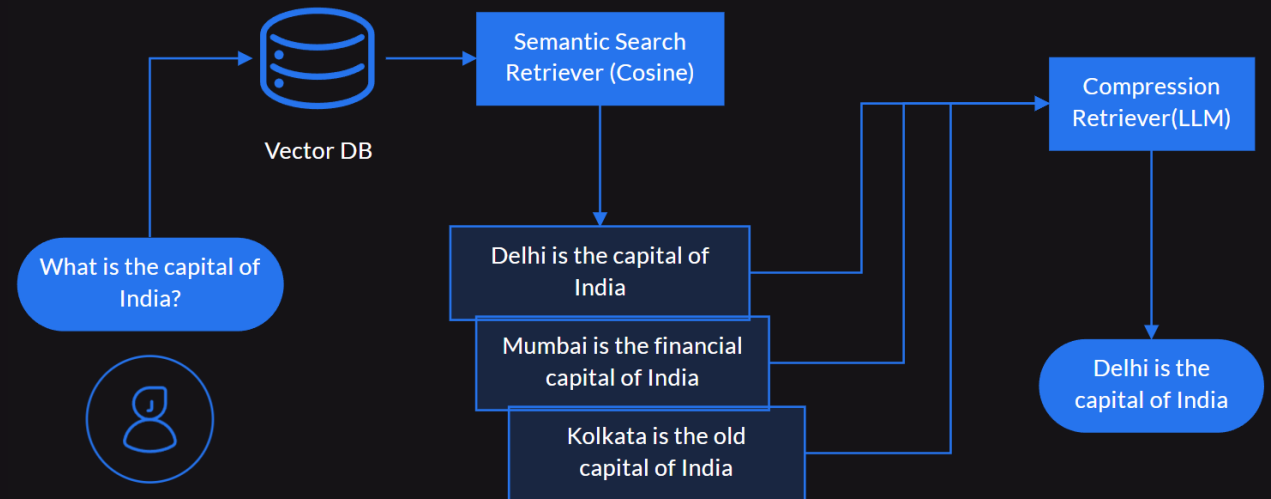 Semantic Search
Retriever (Cosine)
Compression
Retriever(LLM)
Vector DB
What is the capital of
India?
Delhi is the capital of
India
Mumbai is the financial
capital of India
Kolkata is the old
capital of India
Delhi is the
capital of India